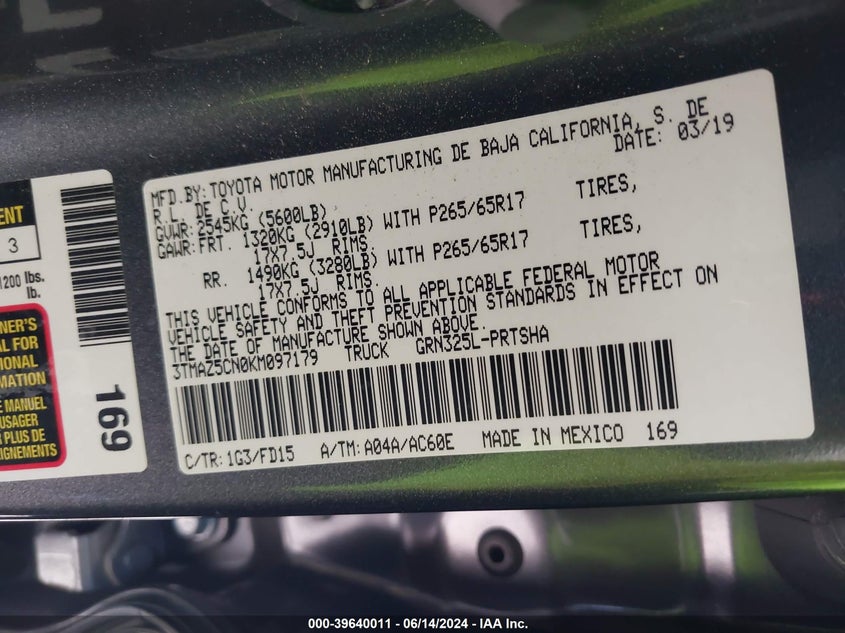 MFD.BY:TOYOTA MOTOR MANUFACTURING DE BAJA CALIFORNIA, S. DE
R.L. DE C.V. DATE: 03/19
GVWR: 2545KG (5600LB)
GAWR: FRT. 1320KG (2910LB) WITH P265/65R17 TIRES,
17X7.5J RIMS.
RR. 1490KG (3280LB) WITH P265/65R17 TIRES,
17X7.5J RIMS.
THIS VEHICLE CONFORMS TO ALL APPLICABLE FEDERAL MOTOR
VEHICLE SAFETY AND THEFT PREVENTION STANDARDS IN EFFECT ON
THE DATE OF MANUFACTURE SHOWN ABOVE.
3TMAZ5CN0KM097179 TRUCK GRN325L-PRTSHA
C/TR: 1G3/FD15 A/TM: A04A/AC60E MADE IN MEXICO 169
3
1200 lbs.
lb.
169
000-39640011 - 06/14/2024 - IAA Inc.